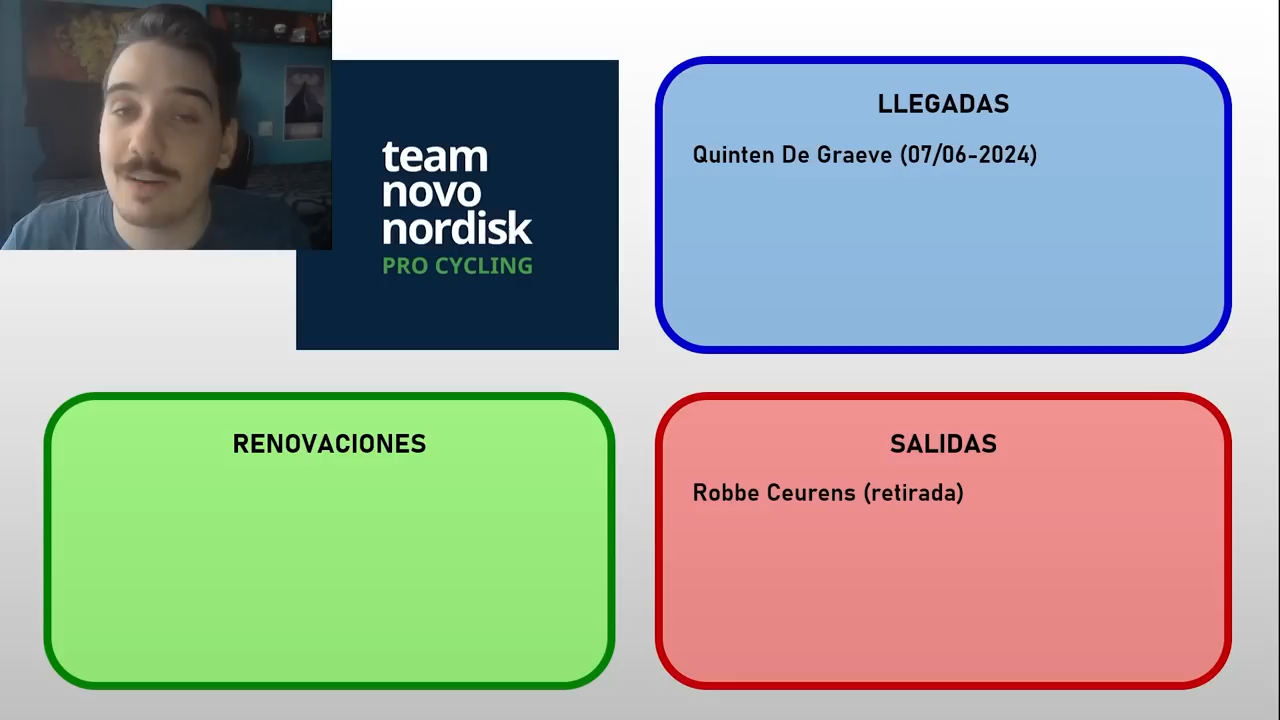 team
novo
nordisk
PRO CYCLING
LLEGADAS
Quinten De Graeve (07/06-2024)
RENOVACIONES
SALIDAS
Robbe Ceurens (retirada)